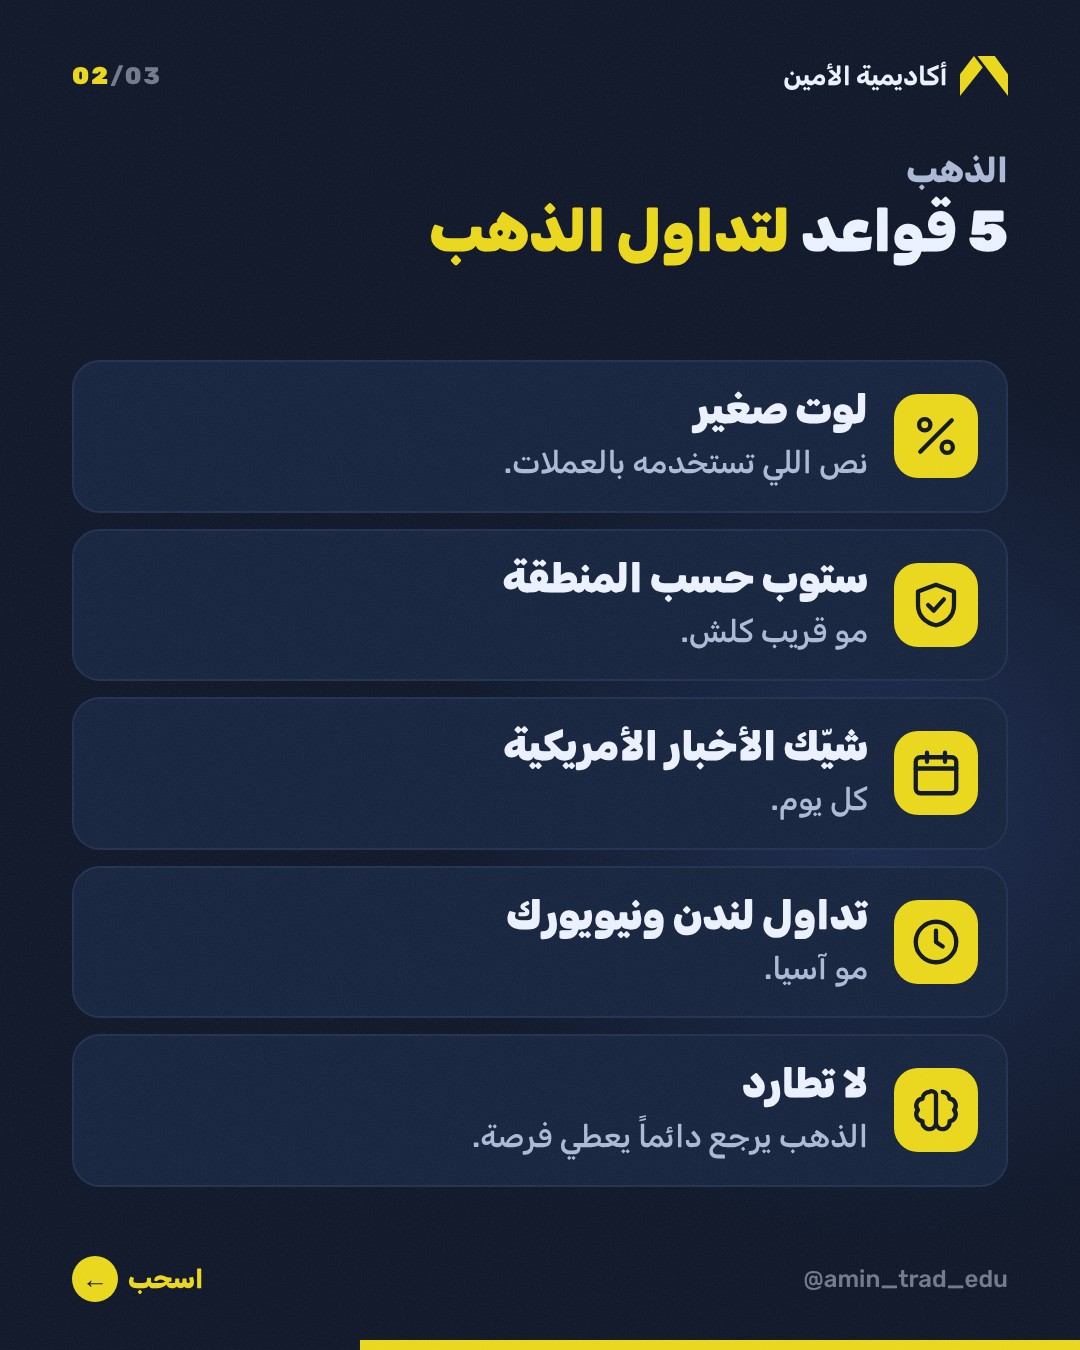 أكاديمية الأمين
02/03
الذهب
5 قواعد لتداول الذهب
لوت صغير
نص اللي تستخدمه بالعملات.
ستوب حسب المنطقة
مو قريب كلش.
شيّك الأخبار الأمريكية
كل يوم.
تداول لندن ونيويورك
مو آسيا.
لا تطارد
الذهب يرجع دائماً يعطي فرصة.
@amin_trad_edu
اسحب ←